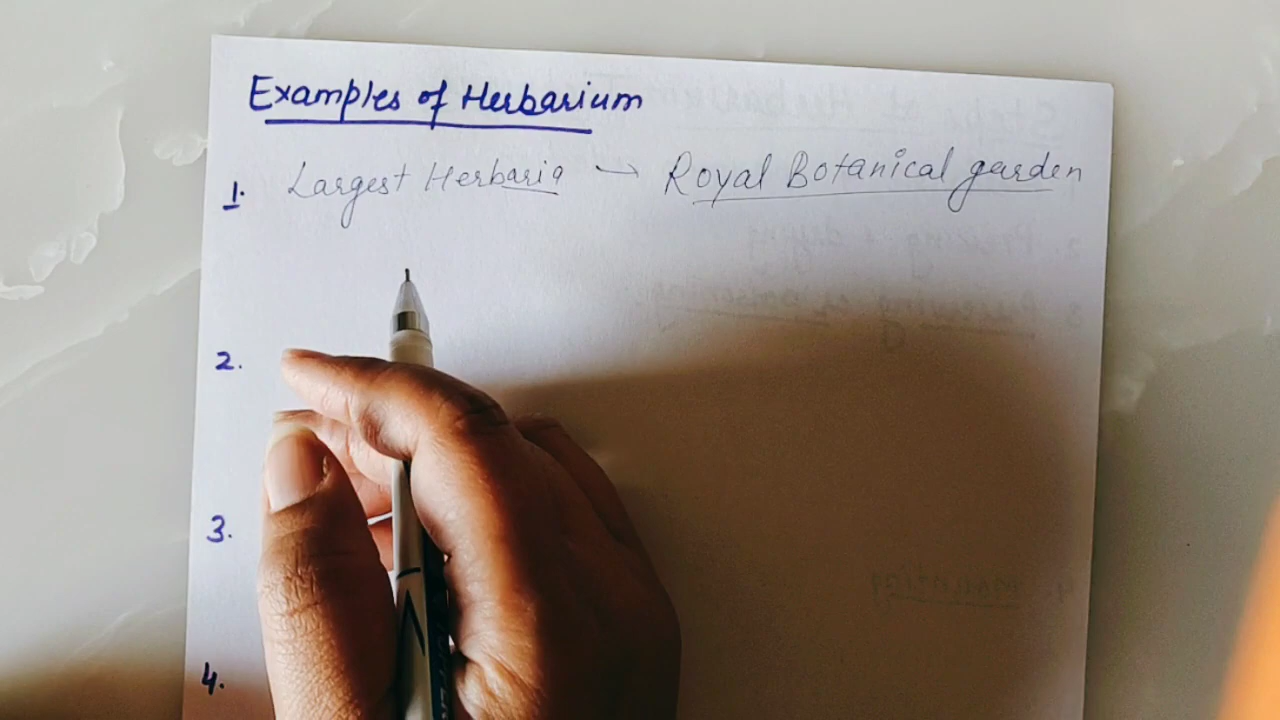 Examples of Herbarium
1. Largest Herbaria → Royal Botanical garden
2.
3.
4.